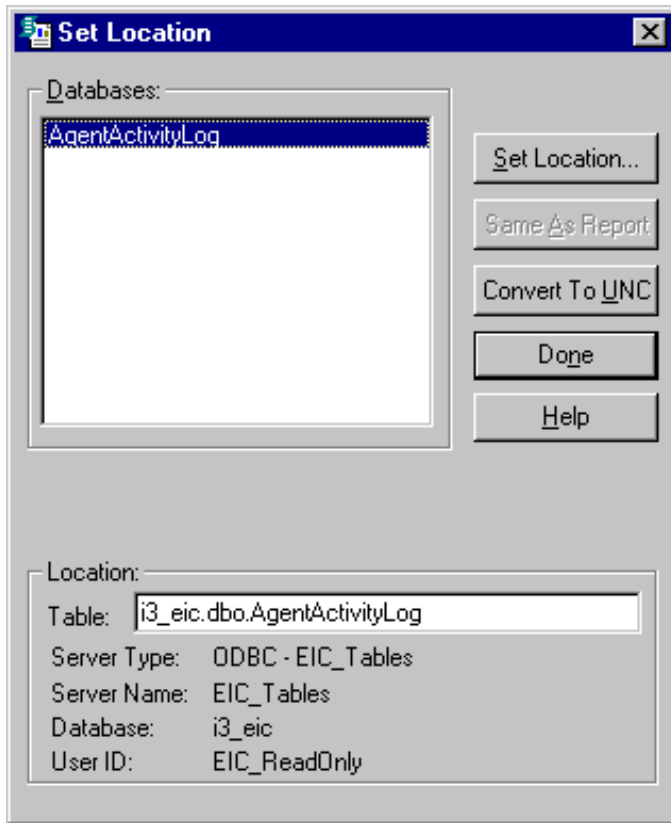 Set Location
Databases:
AgentActivityLog
Set Location...
Same As Report
Convert To UNC
Done
Help
Location:
Table: i3_eic.dbo.AgentActivityLog
Server Type: ODBC - EIC_Tables
Server Name: EIC_Tables
Database: i3_eic
User ID: EIC_ReadOnly